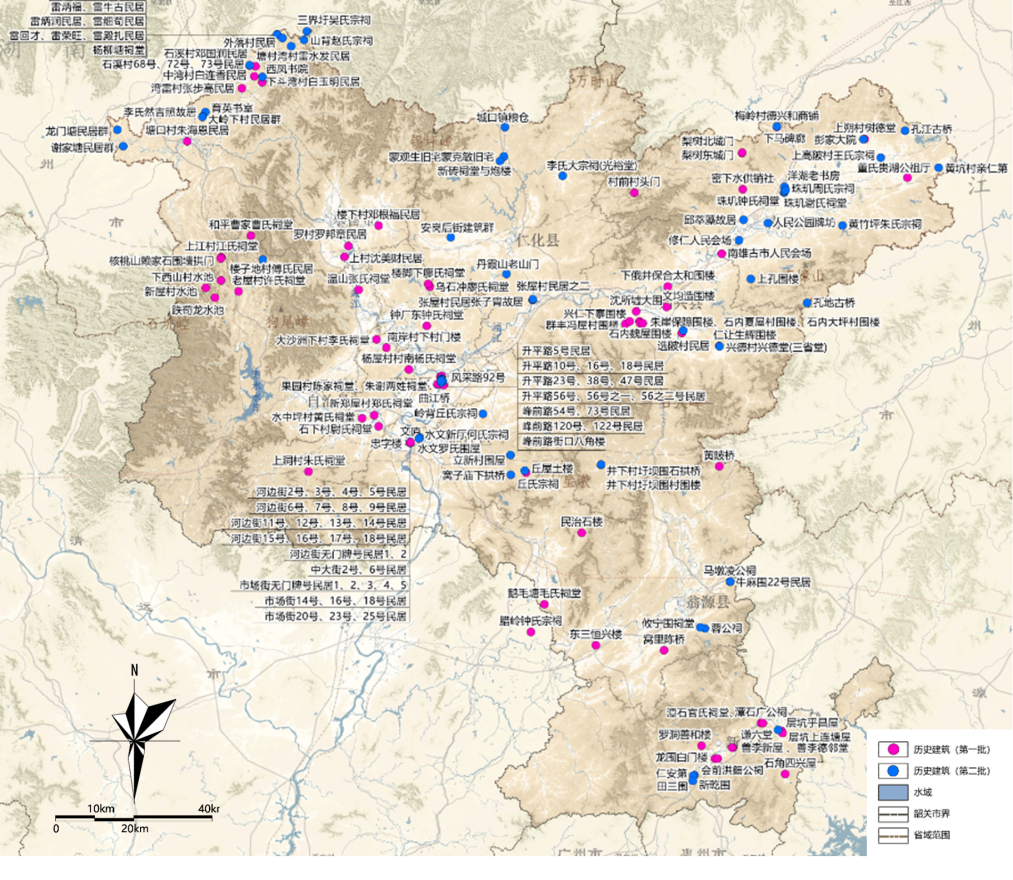 雷炳福、雷牛古民居
雷炳润民居、雷细苟民居
雷回才、雷荣旺、雷溅扎民居
杨柳塘祠堂
三界圩吴氏宗祠
外落村民居
山背赵氏宗祠
石溪村邓国润民居
塘村湾村雷水发民居
石溪村68号、72号、73号民居
西凤书院
中湾村白连香民居
下斗湾村白玉明民居
湾雷村张步高民居
李氏然吉照故居
育英书室
大岭下村民居群
龙门塘民居群
塘口村朱海恩民居
谢家塘民居群
城口镇粮仓
蒙观生旧宅蒙克敏旧宅
新砖祠堂与炮楼
李氏大宗祠(光裕堂)
村前村头门
梅岭村德兴和商铺
下马碑廊
上朔村树德堂
孔江古桥
彭家大院
梨树北城门
梨树东城门
上高陂村王氏宗祠
董氏贵湖公祖厅
黄坑村亲仁第
密下水供销社
洋湖老书房
珠玑周氏宗祠
珠玑钟氏祠堂
珠玑谢氏祠堂
邱萃藻故居
人民公园牌坊
黄竹坪朱氏宗祠
修仁人民会场
南雄古市人民会场
上孔围楼
孔地古桥
楼下村邓根福民居
和平曹家曹氏祠堂
罗村罗邦阜民居
安岗后街建筑群
仁化县
上江村江氏祠堂
上村沈美财民居
核桃山赖家石围墙拱门
楼子地村傅氏民居
楼脚下廖氏祠堂
丹霞山老山门
下西山村水池
老屋村许氏祠堂
温山张氏祠堂
乌石冲廖氏祠堂
张屋村民居之二
新屋村水池
张屋村民居张子胄故居
跃司龙水池
钟厂东钟氏祠堂
下俄井保合太和围楼
沈所墟大围
文均造围楼
兴仁下寨围楼
群丰冯屋村围楼
朱岸保障围楼、石内夏屋村围楼、石内大坪村围楼
石内魏屋围楼
仁让生辉围楼
选陂村民居
兴德村兴德堂(三省堂)
大沙洲下村李氏祠堂
南岸村下村门楼
杨屋村村南杨氏祠堂
果园村陈家祠堂、朱谢两姓祠堂
风采路92号
曲江桥
升平路5号民居
升平路10号、16号、18号民居
升平路23号、38号、47号民居
升平路56号、56号之一、56之二号民居
峰前路54号、73号民居
峰前路120号、122号民居
峰前路街口八角楼
新郑屋村郑氏祠堂
水中坪村黄氏祠堂
石下村尉氏祠堂
岭背丘氏宗祠
文庙
水文新厅何氏宗祠
忠字楼
水文罗氏围屋
上洞村朱氏祠堂
立新村围屋
窝子庙下拱桥
丘屋土楼
丘氏宗祠
井下村圩坝围石拱桥
井下村圩坝围村围楼
黄陂桥
河边街2号、3号、4号、5号民居
河边街6号、7号、8号、9号民居
河边街11号、12号、13号、14号民居
河边街15号、16号、17号、18号民居
河边街无门牌号民居1、2
中大街2号、6号民居
市场街无门牌号民居1、2、3、4、5
市场街14号、16号、18号民居
市场街20号、23号、25号民居
民治石楼
马墩凌公祠
牛麻围22号民居
翁源县
鹅毛塘毛氏祠堂
腊岭钟氏宗祠
东三恒兴楼
攸宁围祠堂
蓉公祠
窝里陈桥
潭石官氏祠堂
潭石广公祠
层坑平昌屋
罗洞善和楼
谦六堂
层坑上连塘屋
善李新屋、善李德邻堂
龙围白门楼
会前洪鲲公祠
石角四兴屋
仁安第
田三围
新乾围
N
10km
40kr
0
20km
历史建筑（第一批）
历史建筑（第二批）
水域
韶关市界
省域范围